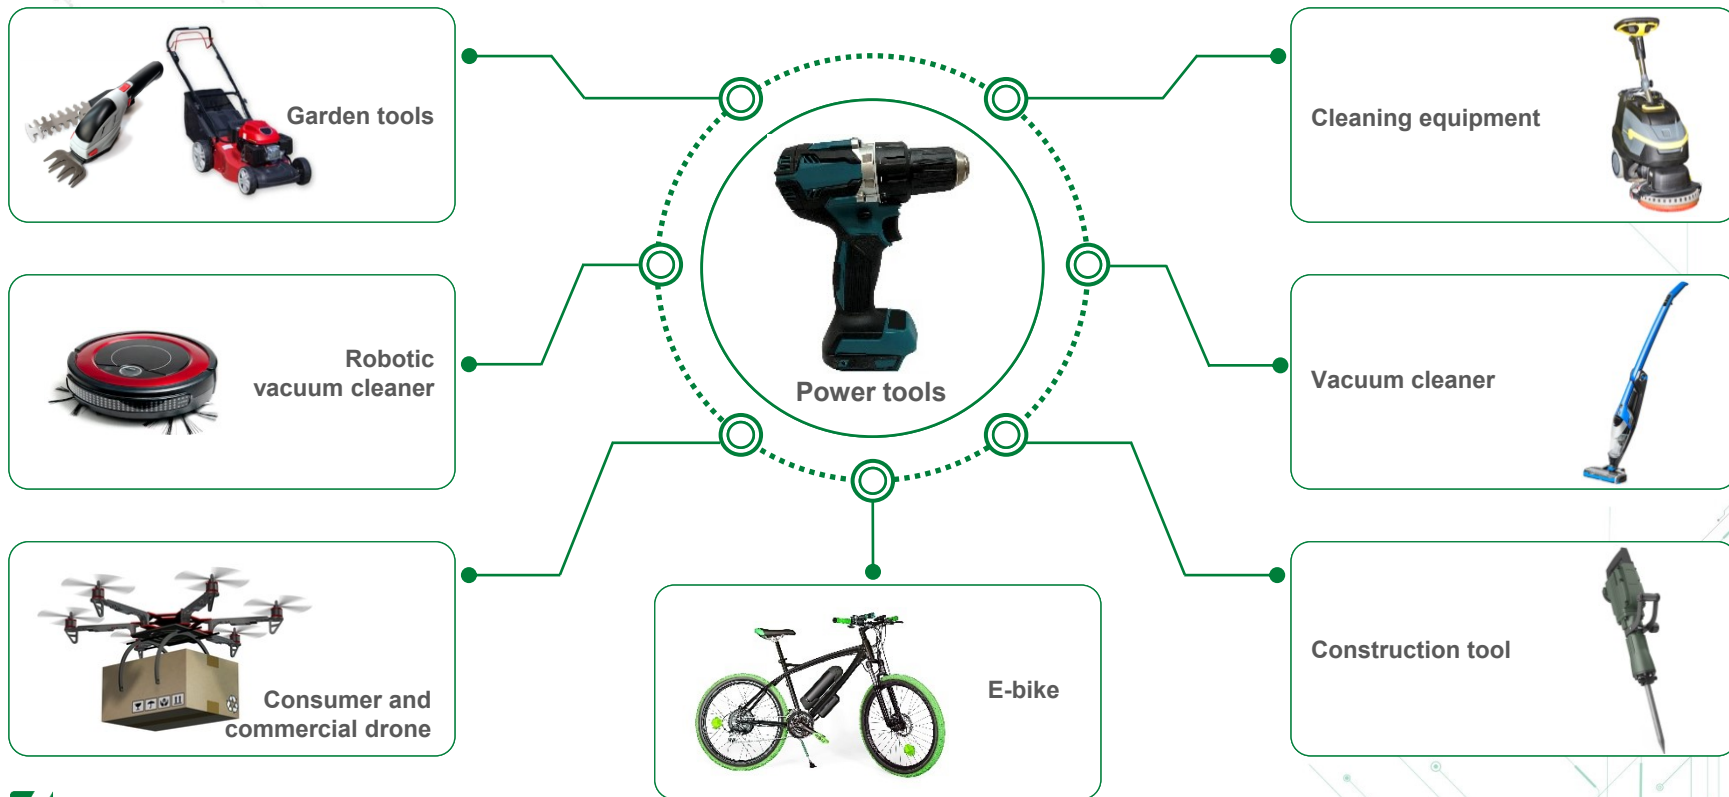 Garden tools
Cleaning equipment
Robotic
vacuum cleaner
Power tools
Vacuum cleaner
Consumer and
commercial drone
E-bike
Construction tool